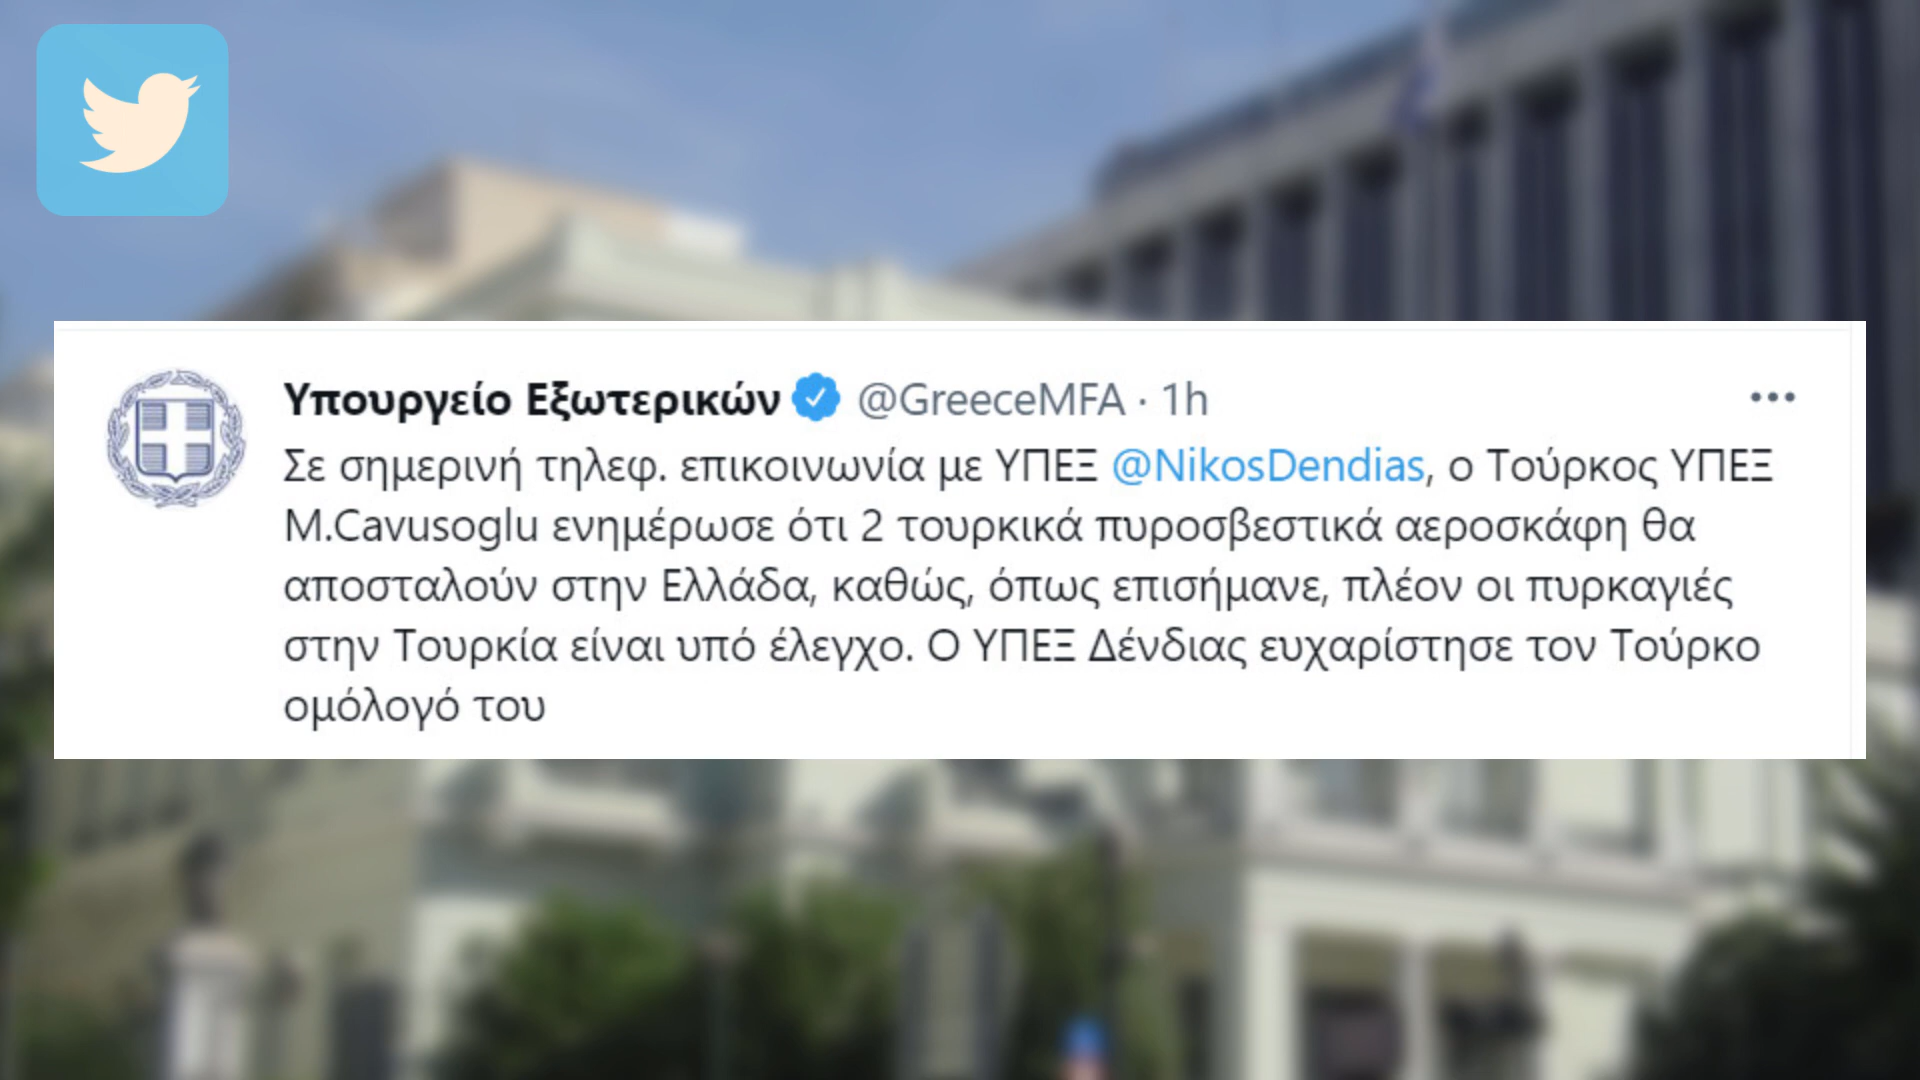 Υπουργείο Εξωτερικών @GreeceMFA · 1h
Σε σημερινή τηλεφ. επικοινωνία με ΥΠΕΞ @NikosDendias, ο Τούρκος ΥΠΕΞ
M.Cavusoglu ενημέρωσε ότι 2 τουρκικά πυροσβεστικά αεροσκάφη θα
αποσταλούν στην Ελλάδα, καθώς, όπως επισήμανε, πλέον οι πυρκαγιές
στην Τουρκία είναι υπό έλεγχο. Ο ΥΠΕΞ Δένδιας ευχαρίστησε τον Τούρκο
ομόλογό του